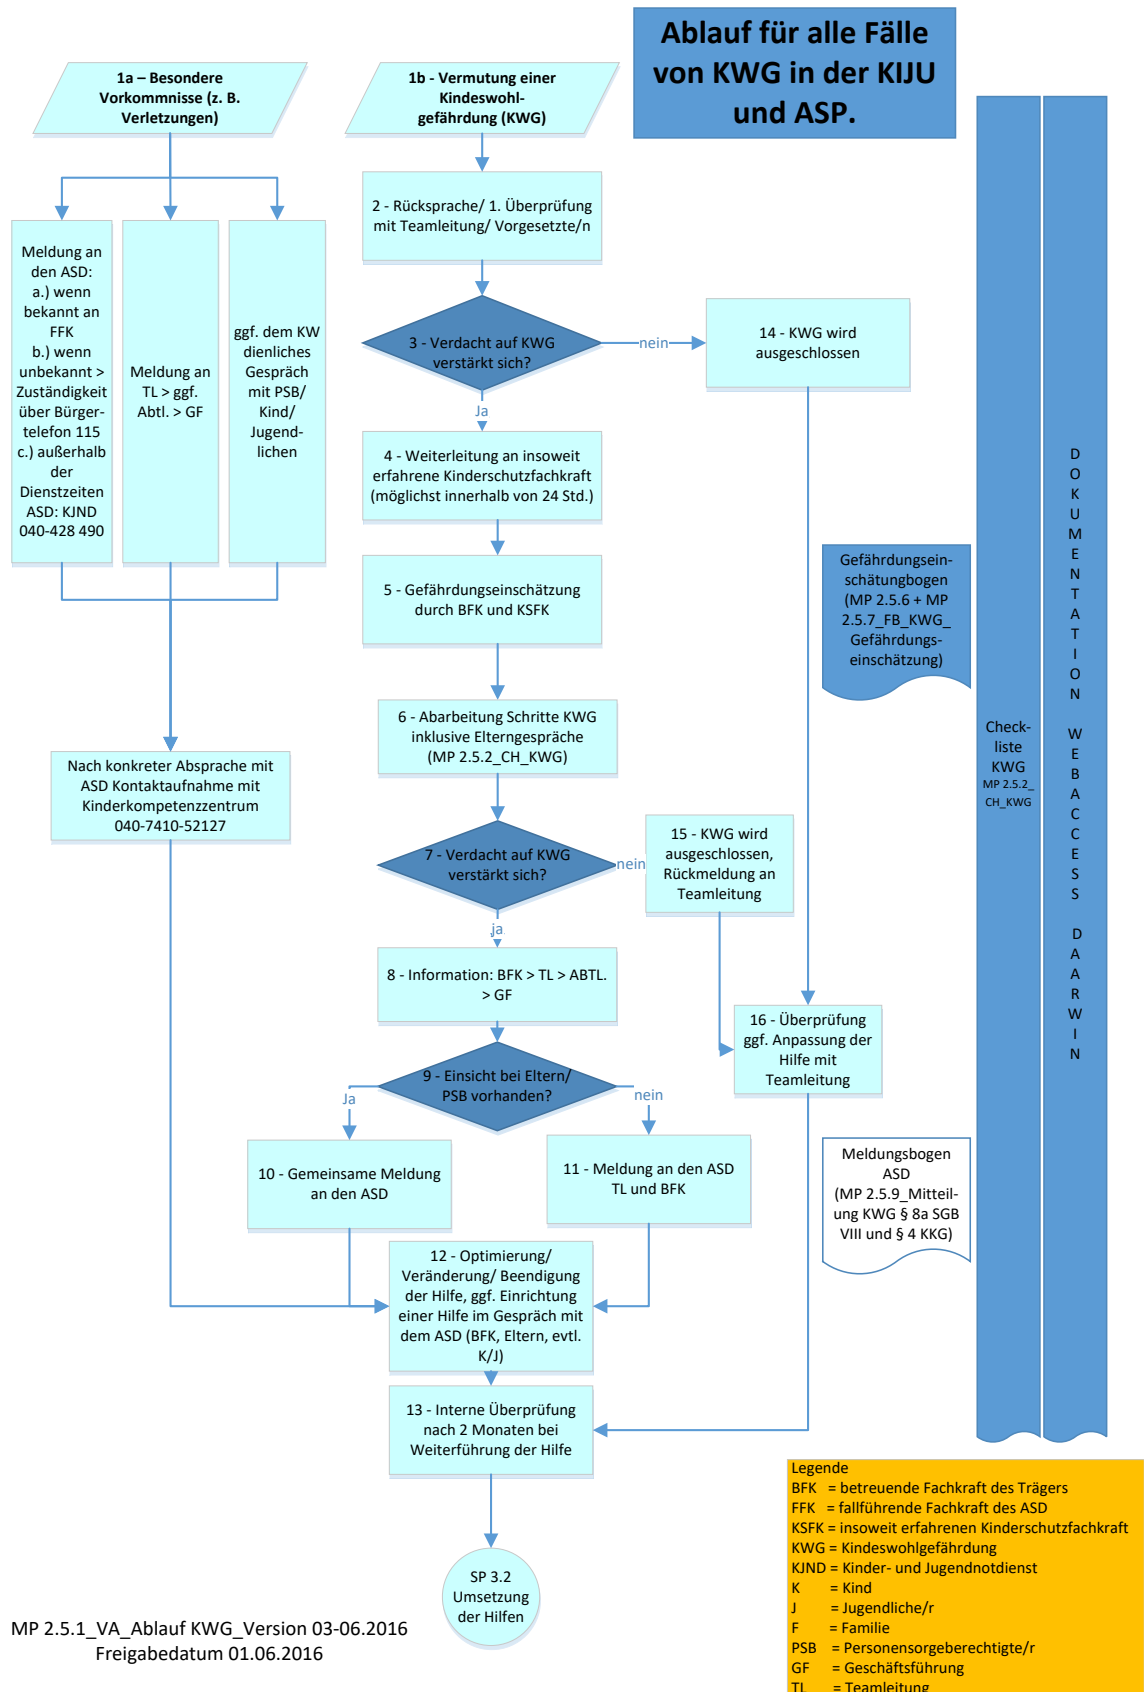 Ablauf für alle Fälle
von KWG in der KIJU
und ASP.
1a – Besondere
Vorkommnisse (z. B.
Verletzungen)
1b - Vermutung einer
Kindeswohl-
gefährdung (KWG)
2 - Rücksprache/ 1. Überprüfung
mit Teamleitung/ Vorgesetzte/n
Meldung an
den ASD:
a.) wenn
bekannt an
FFK
b.) wenn
unbekannt >
Zuständigkeit
über Bürger-
telefon 115
c.) außerhalb
der
Dienstzeiten
ASD: KJND
040-428 490
Meldung an
TL > ggf.
Abtl. > GF
ggf. dem KW
dienliches
Gespräch
mit PSB/
Kind/
Jugend-
lichen
3 - Verdacht auf KWG
verstärkt sich?
nein
14 - KWG wird
ausgeschlossen
Ja
4 - Weiterleitung an insoweit
erfahrene Kinderschutzfachkraft
(möglichst innerhalb von 24 Std.)
5 - Gefährdungseinschätzung
durch BFK und KSFK
Gefährdungsein-
schätungbogen
(MP 2.5.6 + MP
2.5.7_FB_KWG_
Gefährdungs-
einschätzung)
6 - Abarbeitung Schritte KWG
inklusive Elterngespräche
(MP 2.5.2_CH_KWG)
Nach konkreter Absprache mit
ASD Kontaktaufnahme mit
Kinderkompetenzzentrum
040-7410-52127
Check-
liste
KWG
MP 2.5.2_
CH_KWG
DOKUMENTATION WEBACCESS DAARWIN
7 - Verdacht auf KWG
verstärkt sich?
nein
15 - KWG wird
ausgeschlossen,
Rückmeldung an
Teamleitung
ja
8 - Information: BFK > TL > ABTL.
> GF
16 - Überprüfung
ggf. Anpassung der
Hilfe mit
Teamleitung
9 - Einsicht bei Eltern/
PSB vorhanden?
Ja
nein
10 - Gemeinsame Meldung
an den ASD
11 - Meldung an den ASD
TL und BFK
Meldungsbogen
ASD
(MP 2.5.9_Mitteil-
ung KWG § 8a SGB
VIII und § 4 KKG)
12 - Optimierung/
Veränderung/ Beendigung
der Hilfe, ggf. Einrichtung
einer Hilfe im Gespräch mit
dem ASD (BFK, Eltern, evtl.
K/J)
13 - Interne Überprüfung
nach 2 Monaten bei
Weiterführung der Hilfe
SP 3.2
Umsetzung
der Hilfen
Legende
BFK = betreuende Fachkraft des Trägers
FFK = fallführende Fachkraft des ASD
KSFK = insoweit erfahrenen Kinderschutzfachkraft
KWG = Kindeswohlgefährdung
KJND = Kinder- und Jugendnotdienst
K = Kind
J = Jugendliche/r
F = Familie
PSB = Personensorgeberechtigte/r
GF = Geschäftsführung
TL = Teamleitung
MP 2.5.1_VA_Ablauf KWG_Version 03-06.2016
Freigabedatum 01.06.2016